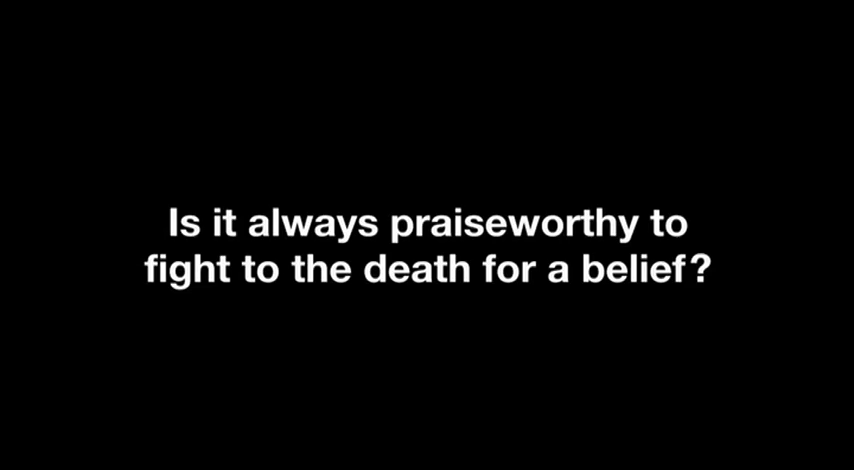 Is it always praiseworthy to
fight to the death for a belief?